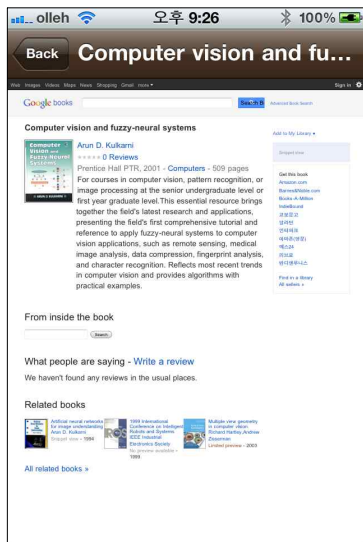 olleh 오후 9:26 100%
Back Computer vision and fu...
Web Images Videos Maps News Shopping Gmail more ▾ Sign in
Google books Search B Advanced Book Search
Computer vision and fuzzy-neural systems
Arun D. Kulkarni
0 Reviews
Prentice Hall PTR, 2001 - Computers - 509 pages
For courses in computer vision, pattern recognition, or
image processing at the senior undergraduate level or
first year graduate level.This essential resource brings
together the field's latest research and applications,
presenting the field's first comprehensive tutorial and
reference to apply fuzzy-neural systems to computer
vision applications, such as remote sensing, medical
image analysis, data compression, fingerprint analysis,
and character recognition. Reflects most recent trends
in computer vision and provides algorithms with
practical examples.
Add to My Library ▾
Snippet view
Get this book
Amazon.com
Barnes&Noble.com
Books-A-Million
IndieBound
교보문고
알라딘
인터파크
예스24
리브로
반디앤루니스
Find in a library
All sellers »
From inside the book
Search
What people are saying - Write a review
We haven't found any reviews in the usual places.
Related books
Artificial neural networks
for image understanding
Arun D. Kulkarni
Snippet view - 1994
1999 International
Conference on Intelligent
Robots and Systems
IEEE Industrial
Electronics Society
No preview available -
1999
Multiple view geometry
in computer vision
Richard Hartley,Andrew
Zisserman
Limited preview - 2003
All related books »